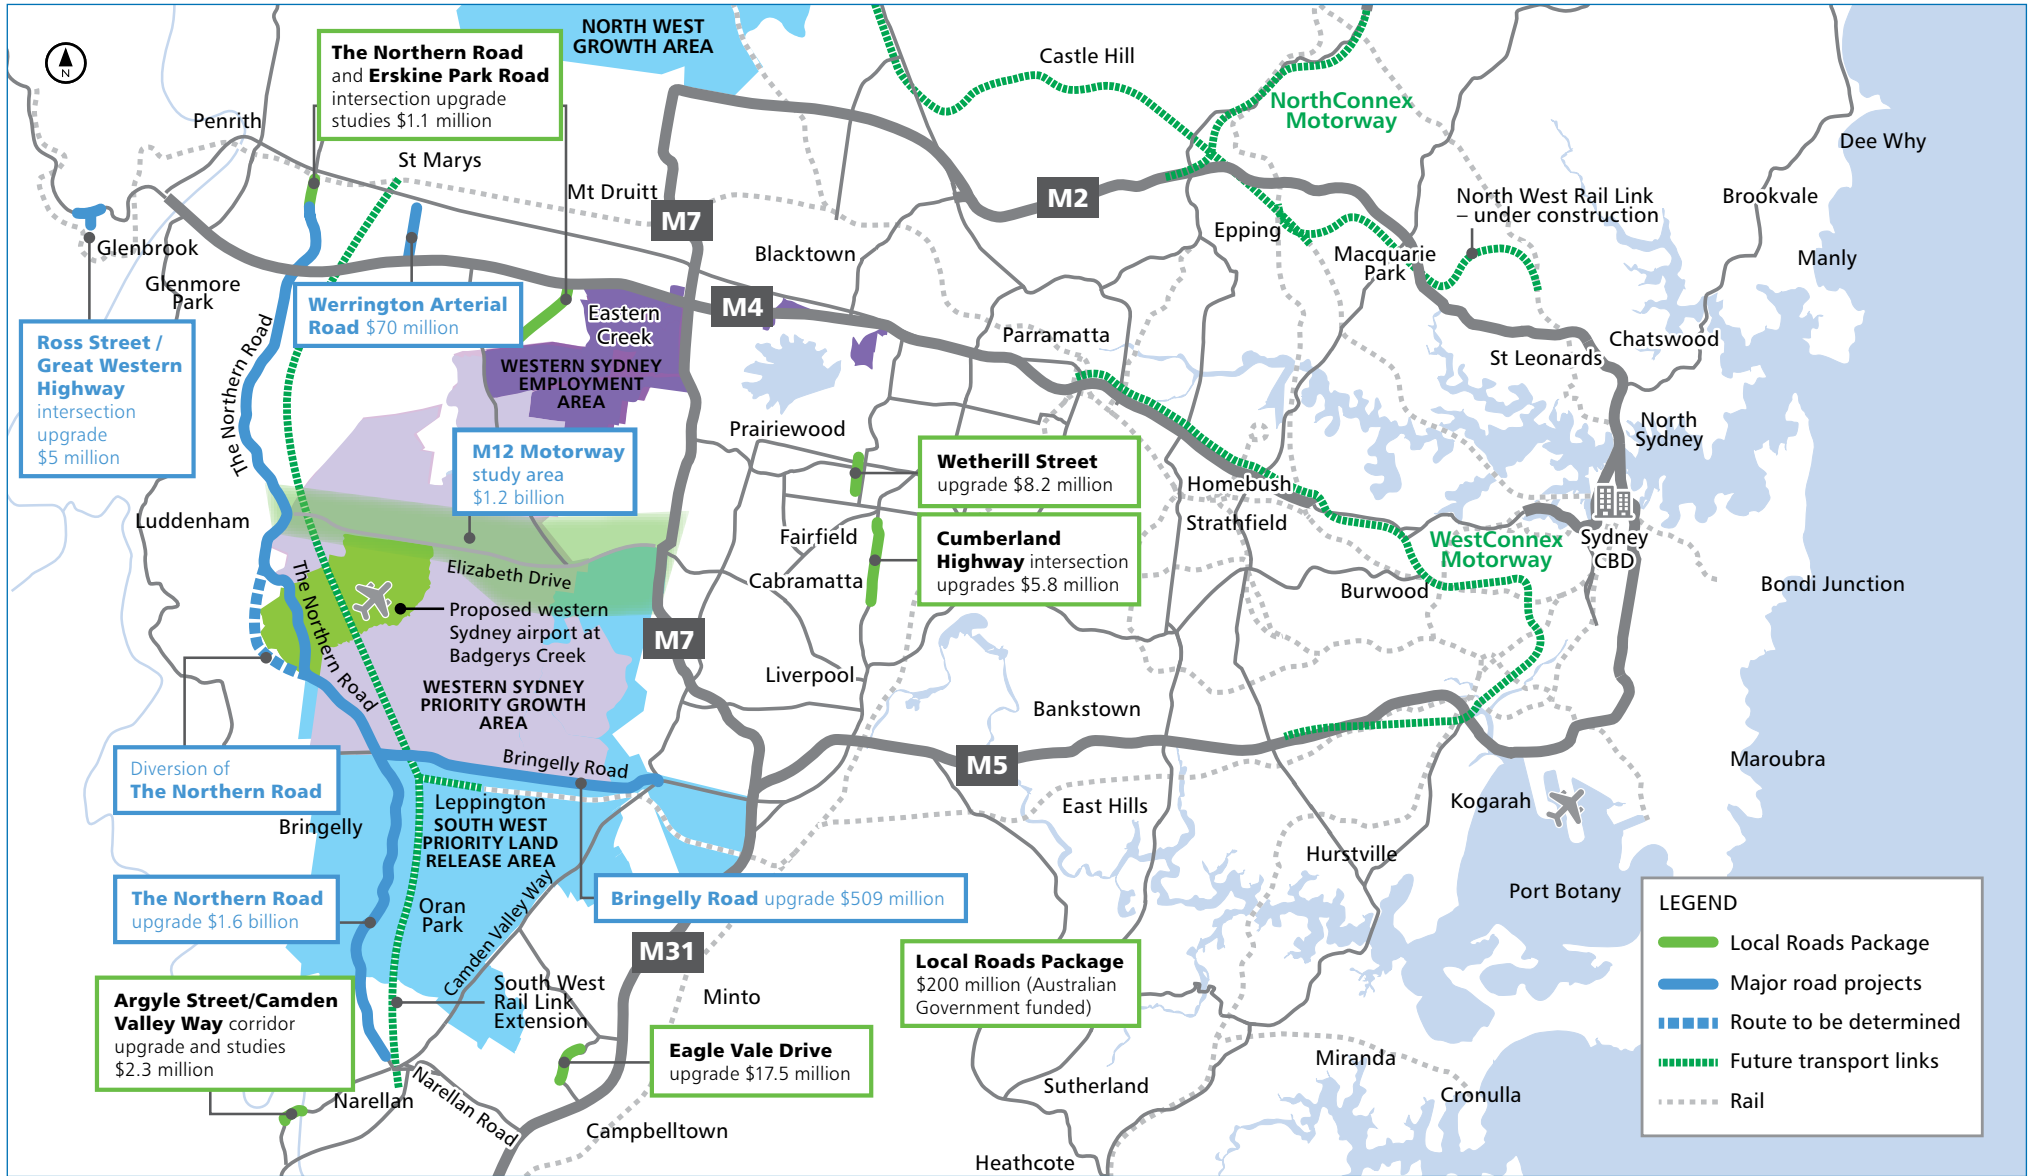 NORTH WEST
GROWTH AREA
N
The Northern Road
and Erskine Park Road
intersection upgrade
studies $1.1 million
Castle Hill
NorthConnex
Motorway
Penrith
St Marys
Mt Druitt
M7
M2
Dee Why
Brookvale
North West Rail Link
– under construction
Glenbrook
Glenmore
Park
Blacktown
Epping
Macquarie
Park
Manly
Werrington Arterial
Road $70 million
M4
Eastern
Creek
Parramatta
Chatswood
St Leonards
Ross Street /
Great Western
Highway
intersection
upgrade
$5 million
The Northern Road
WESTERN SYDNEY
EMPLOYMENT
AREA
Prairiewood
North
Sydney
M12 Motorway
study area
$1.2 billion
Wetherill Street
upgrade $8.2 million
Homebush
Strathfield
Luddenham
Fairfield
Cumberland
Highway intersection
upgrades $5.8 million
WestConnex
Motorway
Sydney
CBD
Elizabeth Drive
Cabramatta
Burwood
Bondi Junction
The Northern Road
Proposed western
Sydney airport at
Badgerys Creek
M7
Liverpool
WESTERN SYDNEY
PRIORITY GROWTH
AREA
Bankstown
Bringelly Road
M5
Maroubra
Diversion of
The Northern Road
Leppington
SOUTH WEST
PRIORITY LAND
RELEASE AREA
East Hills
Kogarah
Bringelly
Hurstville
The Northern Road
upgrade $1.6 billion
Oran
Park
Camden Valley Way
Bringelly Road upgrade $509 million
Port Botany
M31
Local Roads Package
$200 million (Australian
Government funded)
Argyle Street/Camden
Valley Way corridor
upgrade and studies
$2.3 million
South West
Rail Link
Extension
Minto
Eagle Vale Drive
upgrade $17.5 million
Narellan
Narellan Road
Campbelltown
Sutherland
Miranda
Cronulla
Heathcote
LEGEND
Local Roads Package
Major road projects
Route to be determined
Future transport links
Rail